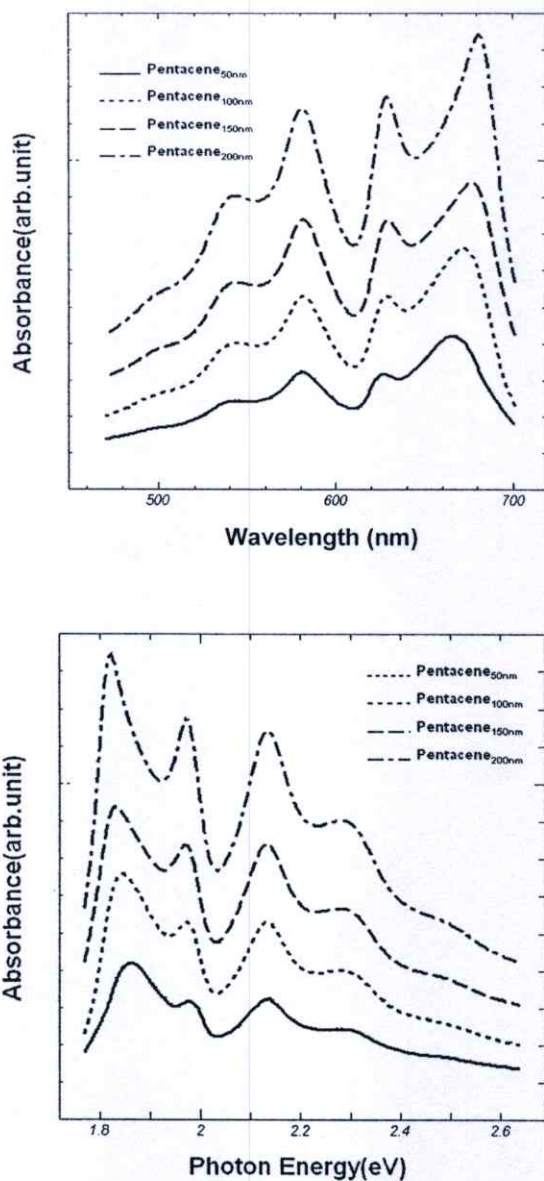 Absorbance(arb.unit)
Pentacene50nm
Pentacene100nm
Pentacene150nm
Pentacene200nm
500 600 700
Wavelength (nm)
Absorbance(arb.unit)
Pentacene50nm
Pentacene100nm
Pentacene150nm
Pentacene200nm
1.8 2 2.2 2.4 2.6
Photon Energy(eV)